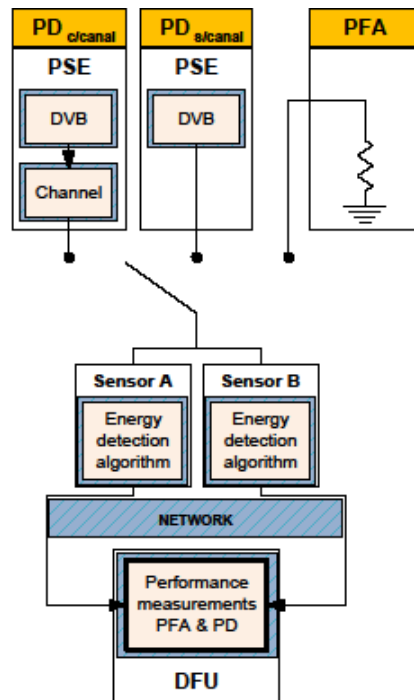 PD c/canal
PD s/canal
PFA
PSE
PSE
DVB
DVB
Channel
Sensor A
Sensor B
Energy
detection
algorithm
Energy
detection
algorithm
NETWORK
Performance
measurements
PFA & PD
DFU